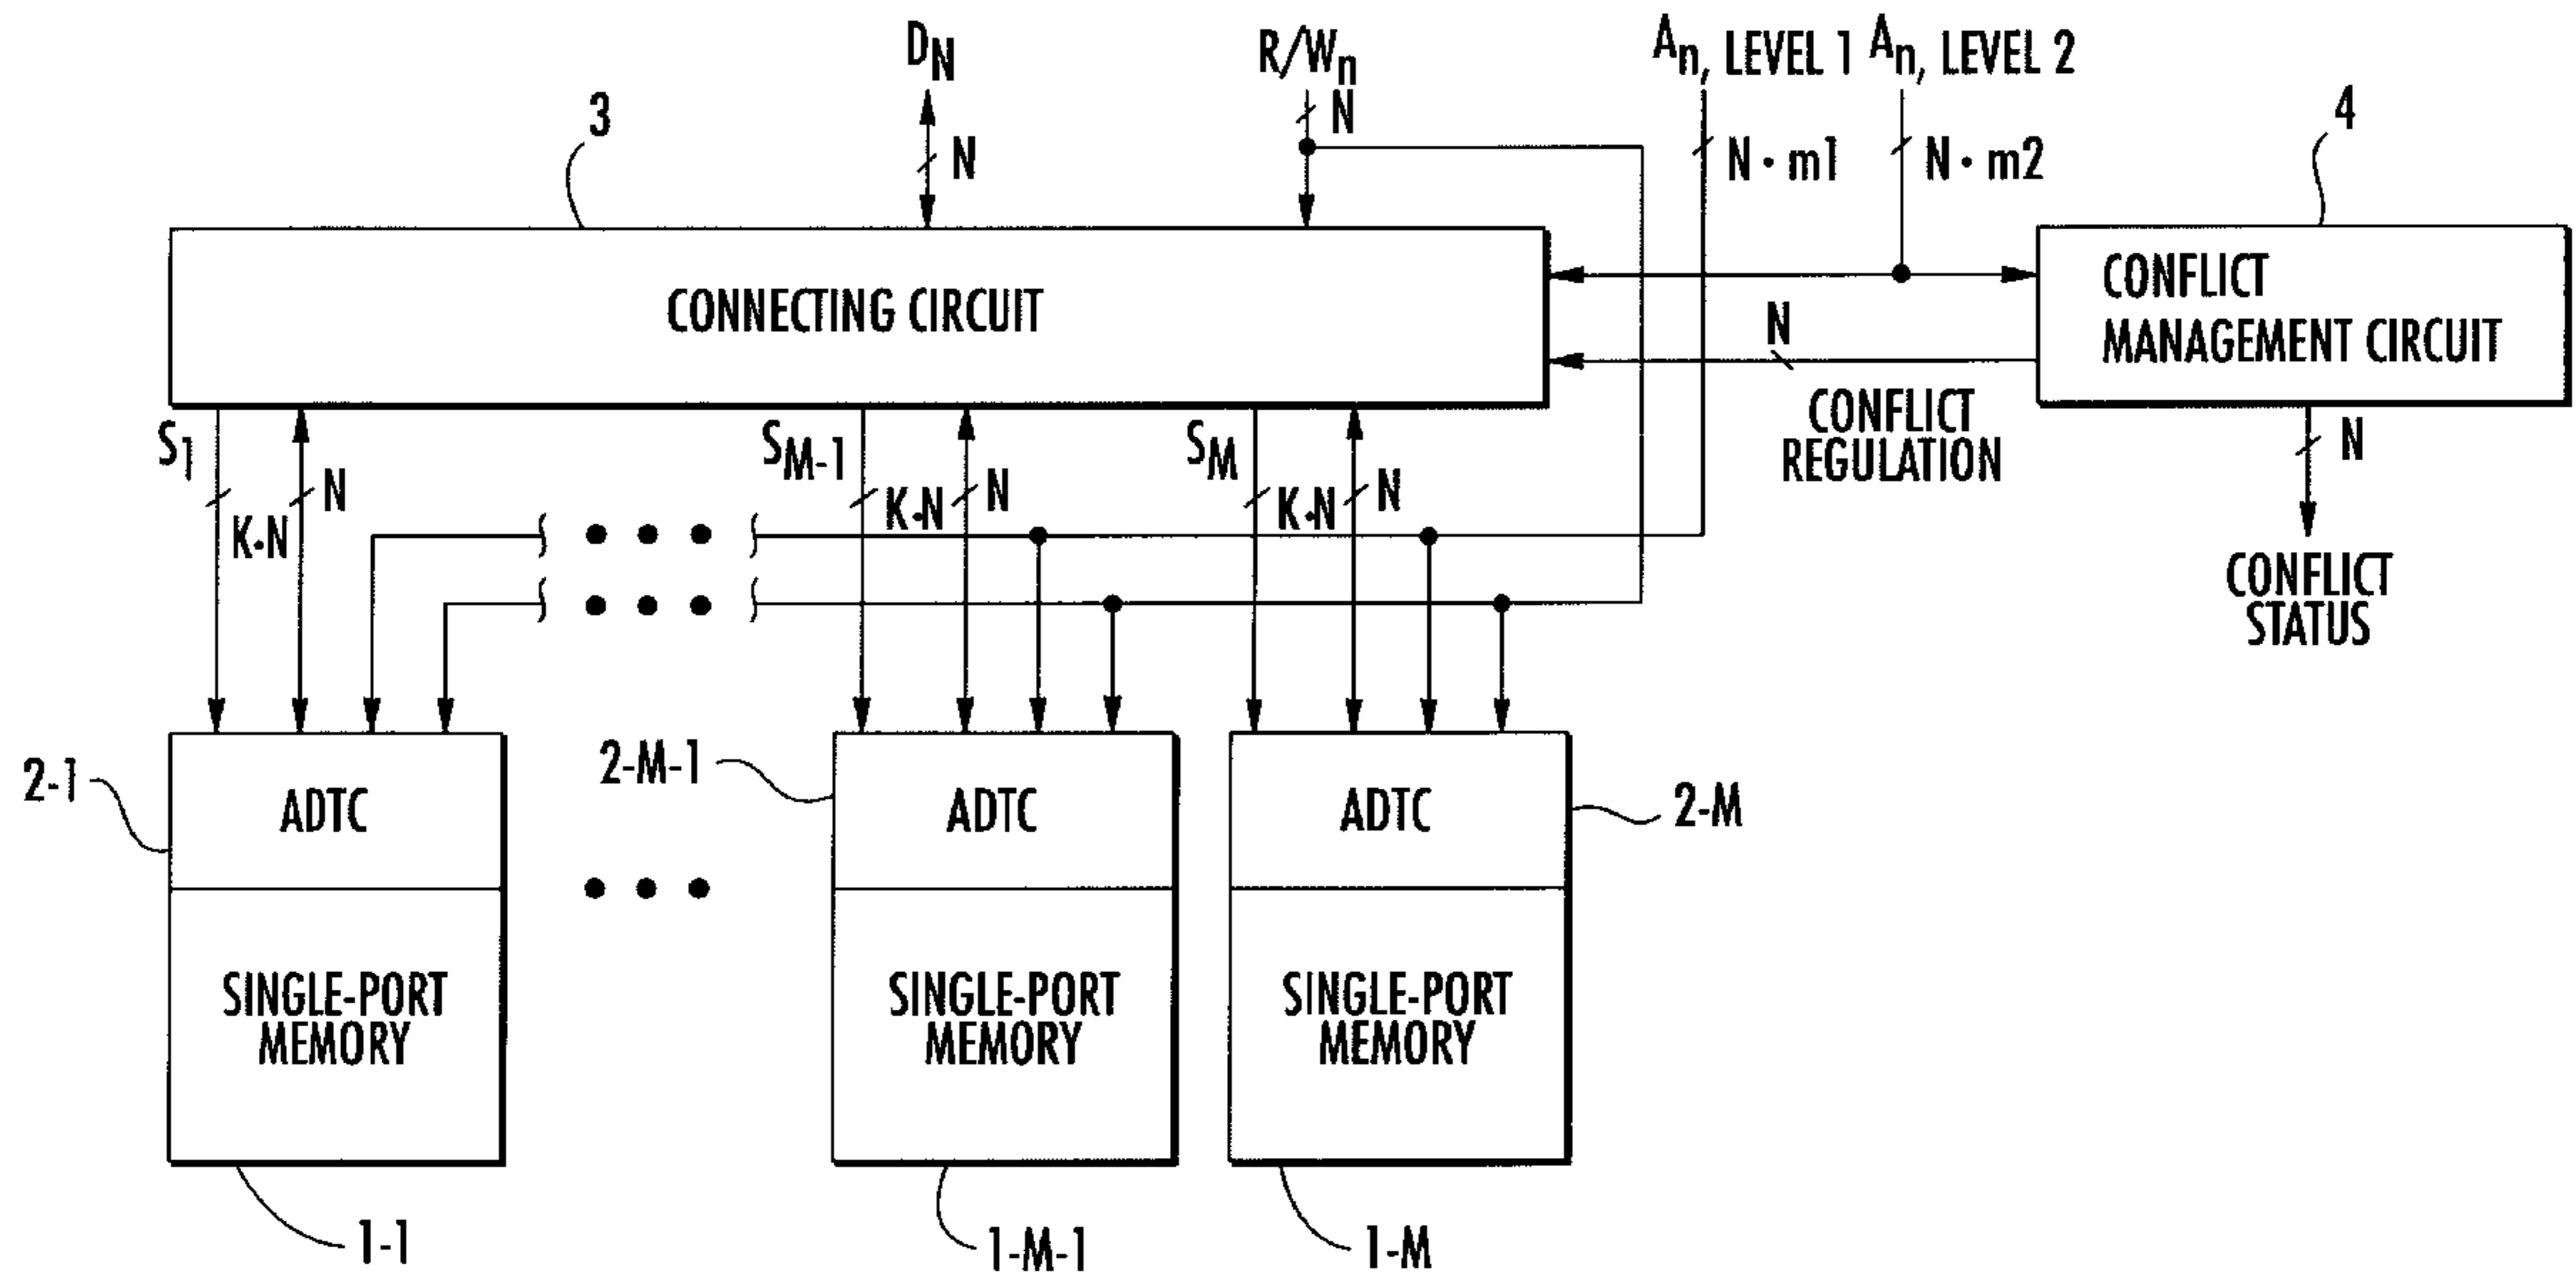 D_N
R/W_n
A_n, LEVEL 1
A_n, LEVEL 2
3
N
N
N·m1
N·m2
4
CONNECTING CIRCUIT
CONFLICT
MANAGEMENT CIRCUIT
N
CONFLICT
REGULATION
N
CONFLICT
STATUS
S_1
K·N
N
S_M-1
K·N
N
S_M
K·N
N
2-1
ADTC
2-M-1
ADTC
ADTC
2-M
SINGLE-PORT
MEMORY
SINGLE-PORT
MEMORY
SINGLE-PORT
MEMORY
1-1
1-M-1
1-M